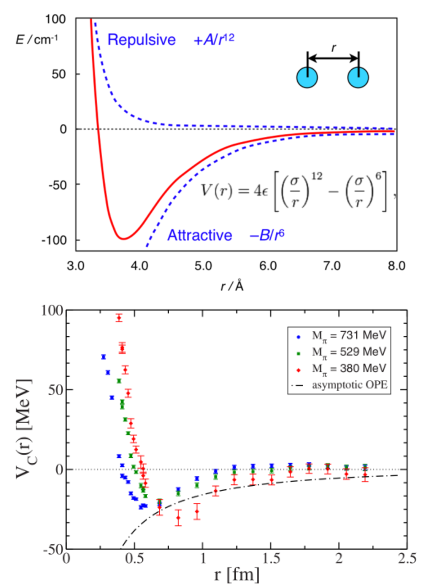 E / cm⁻¹
Repulsive +A/r¹²
r
100
50
0
-50
-100
V(r) = 4ϵ [(σ/r)¹² − (σ/r)⁶],
Attractive −B/r⁶
3.0 4.0 5.0 6.0 7.0 8.0
r / Å
100
50
0
-50
V_C(r) [MeV]
M_π = 731 MeV
M_π = 529 MeV
M_π = 380 MeV
asymptotic OPE
0 0.5 1 1.5 2 2.5
r [fm]